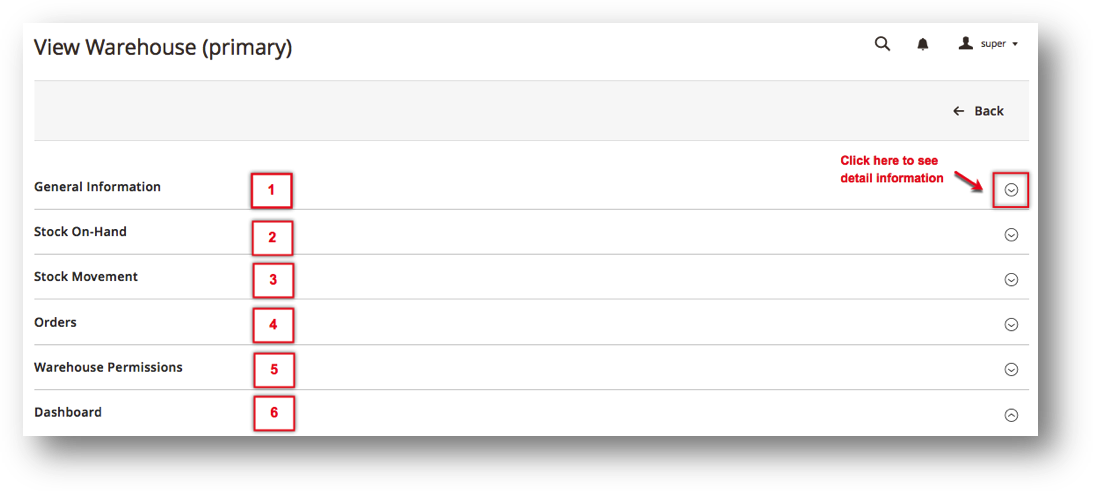 View Warehouse (primary)
super
Back
Click here to see
detail information
General Information
1
Stock On-Hand
2
Stock Movement
3
Orders
4
Warehouse Permissions
5
Dashboard
6